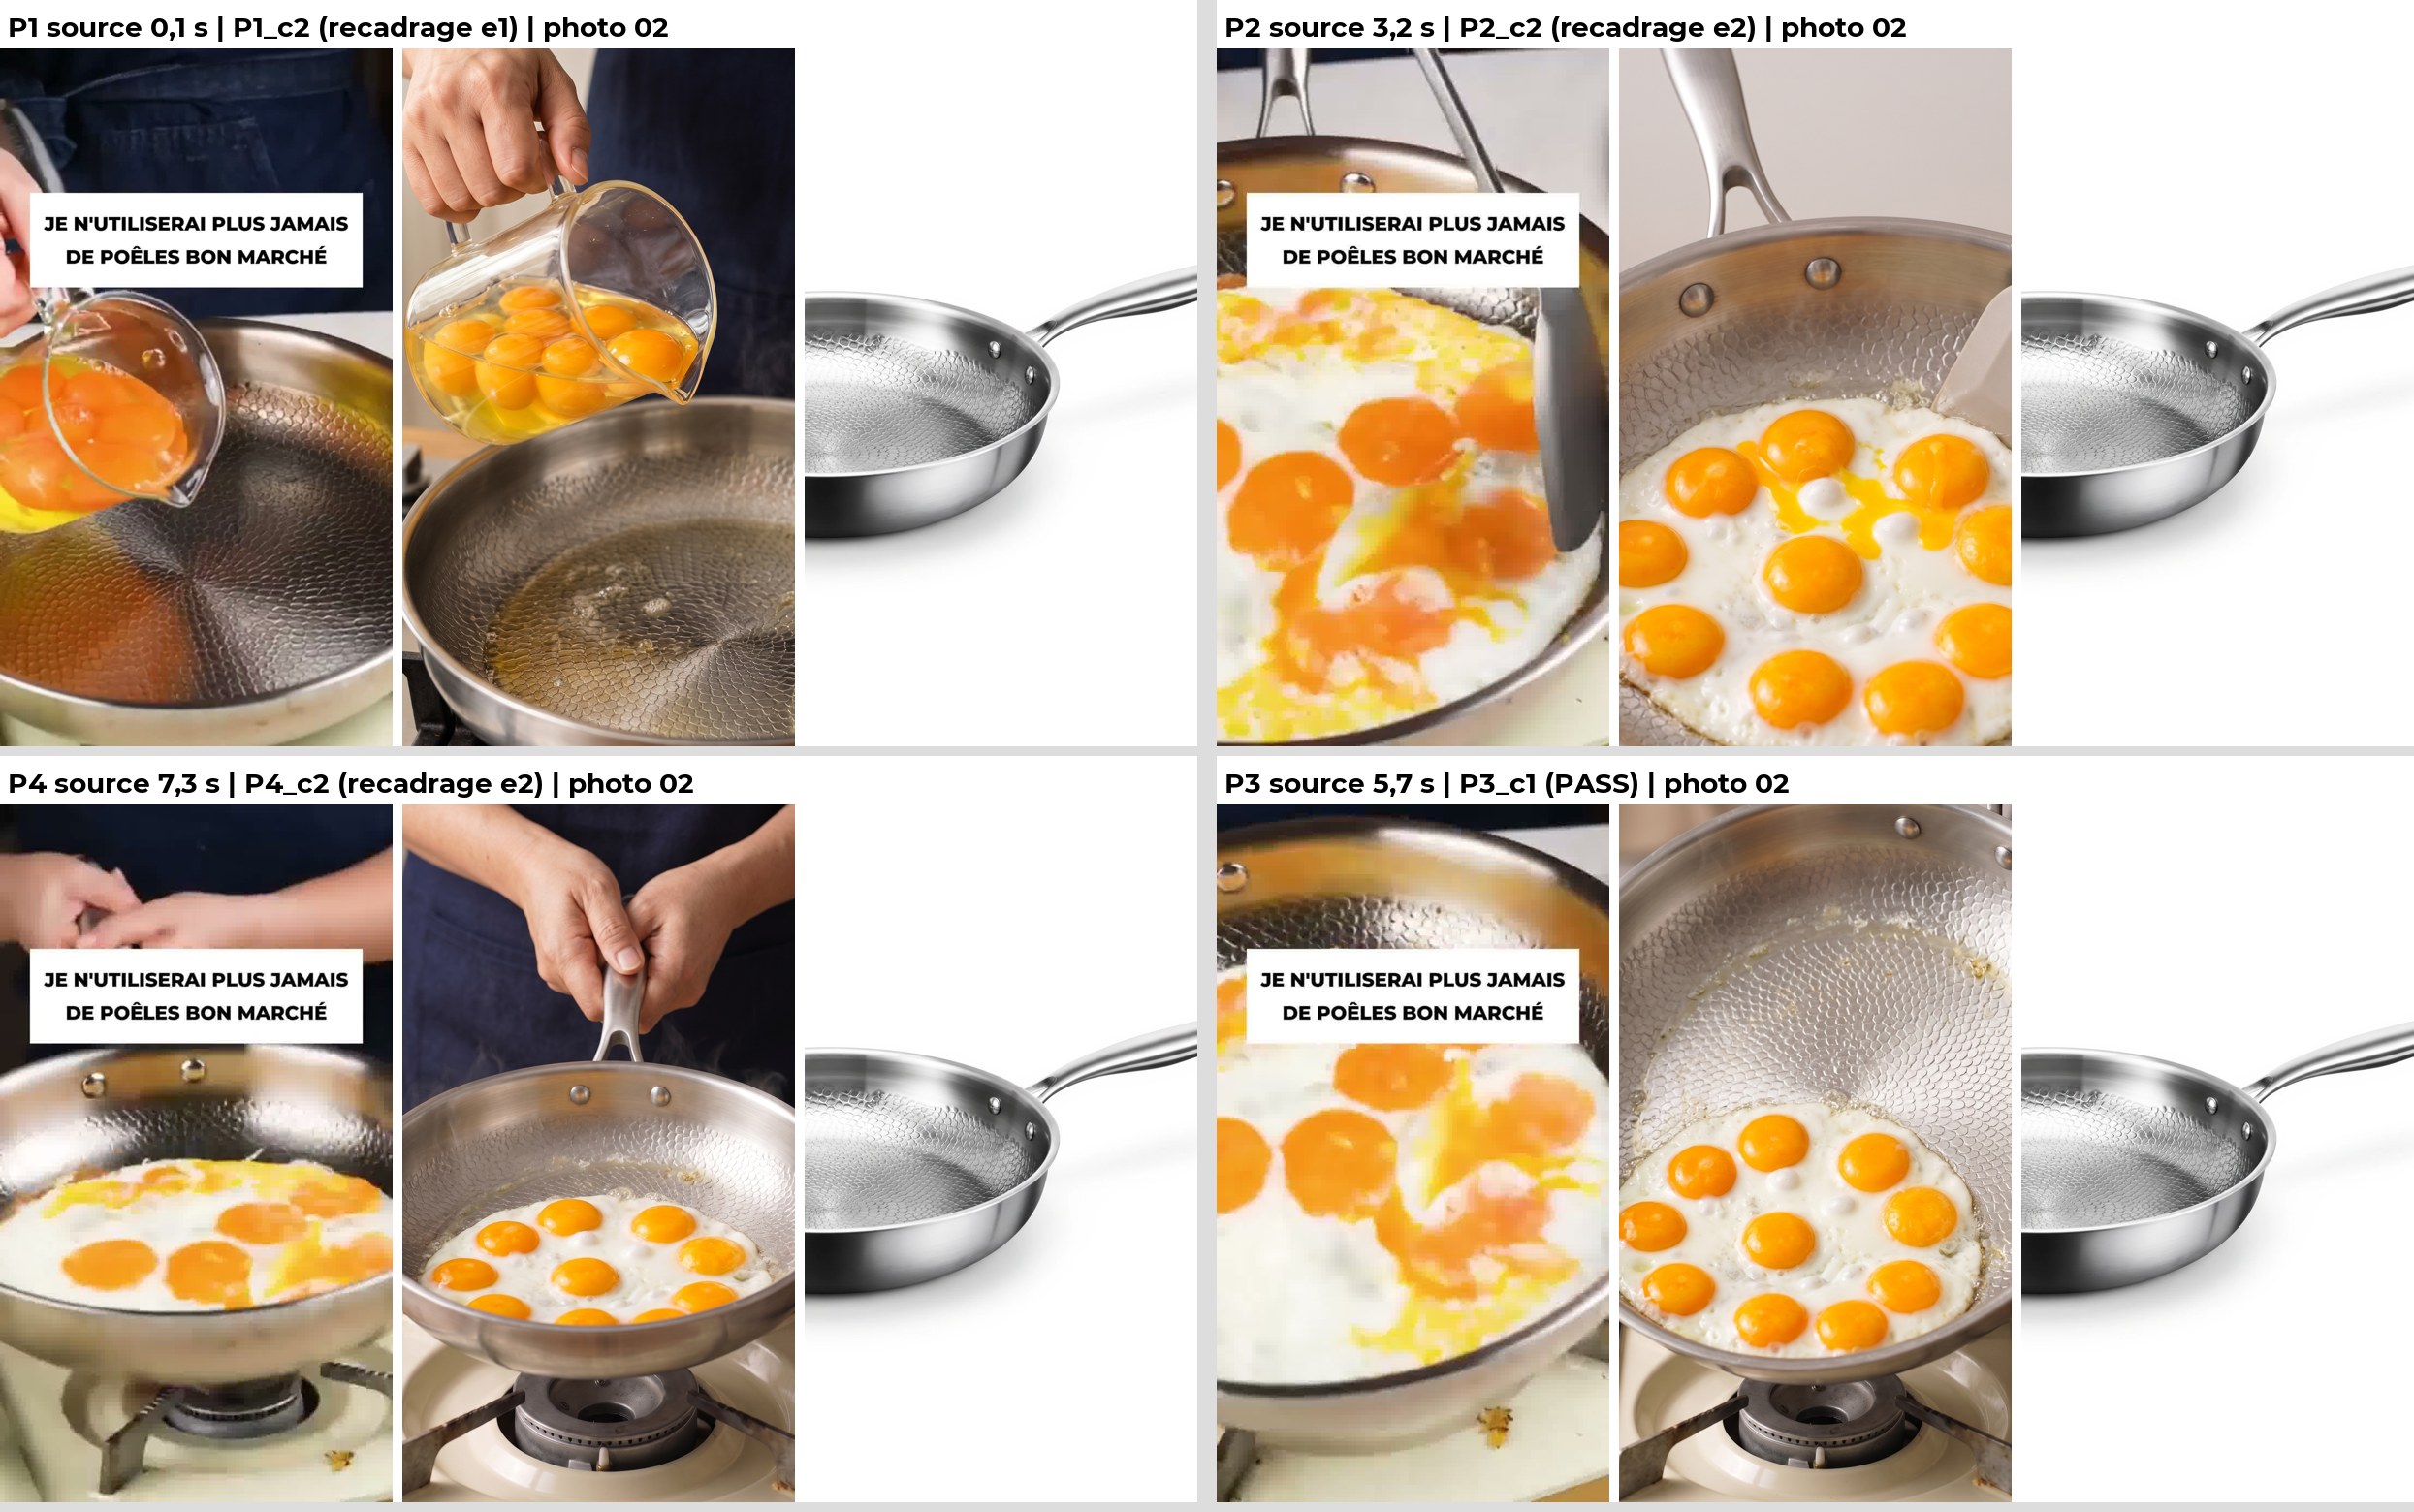 P1 source 0,1 s | P1_c2 (recadrage e1) | photo 02
JE N'UTILISERAI PLUS JAMAIS
DE POÊLES BON MARCHÉ
P2 source 3,2 s | P2_c2 (recadrage e2) | photo 02
JE N'UTILISERAI PLUS JAMAIS
DE POÊLES BON MARCHÉ
P4 source 7,3 s | P4_c2 (recadrage e2) | photo 02
JE N'UTILISERAI PLUS JAMAIS
DE POÊLES BON MARCHÉ
P3 source 5,7 s | P3_c1 (PASS) | photo 02
JE N'UTILISERAI PLUS JAMAIS
DE POÊLES BON MARCHÉ